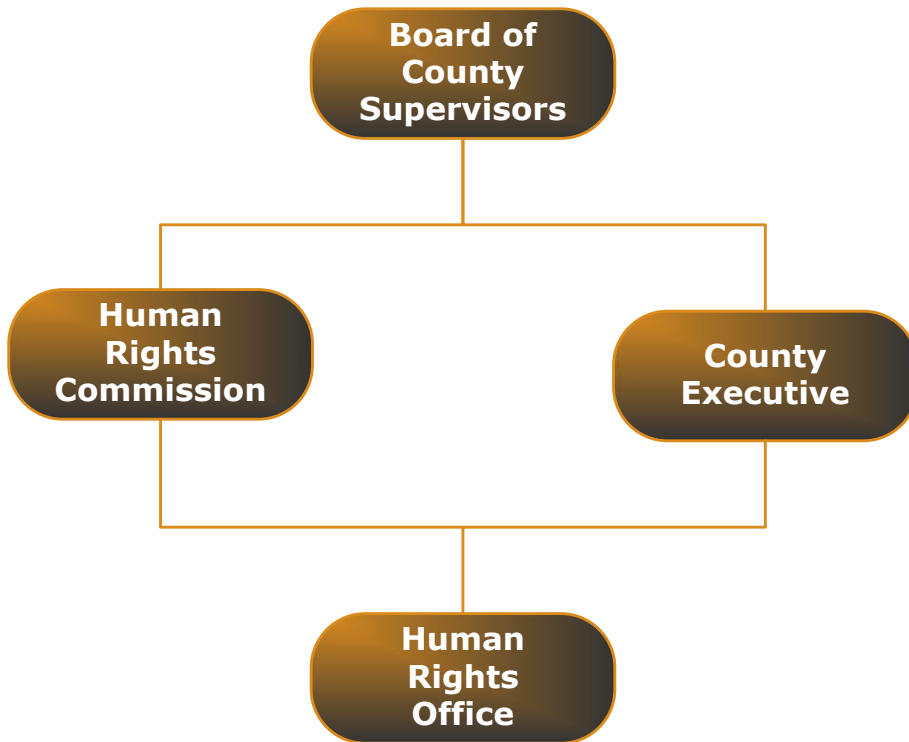 Board of
County
Supervisors
Human
Rights
Commission
County
Executive
Human
Rights
Office